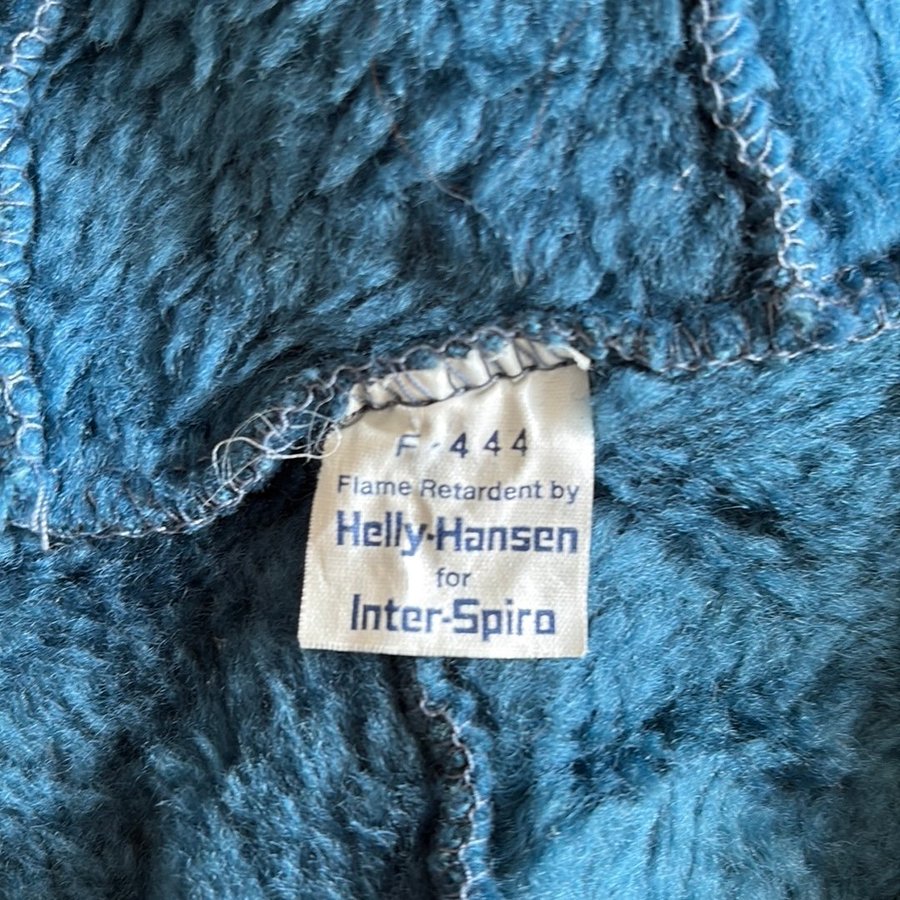 F-444
Flame Retardent by
Helly-Hansen
for
Inter-Spiro